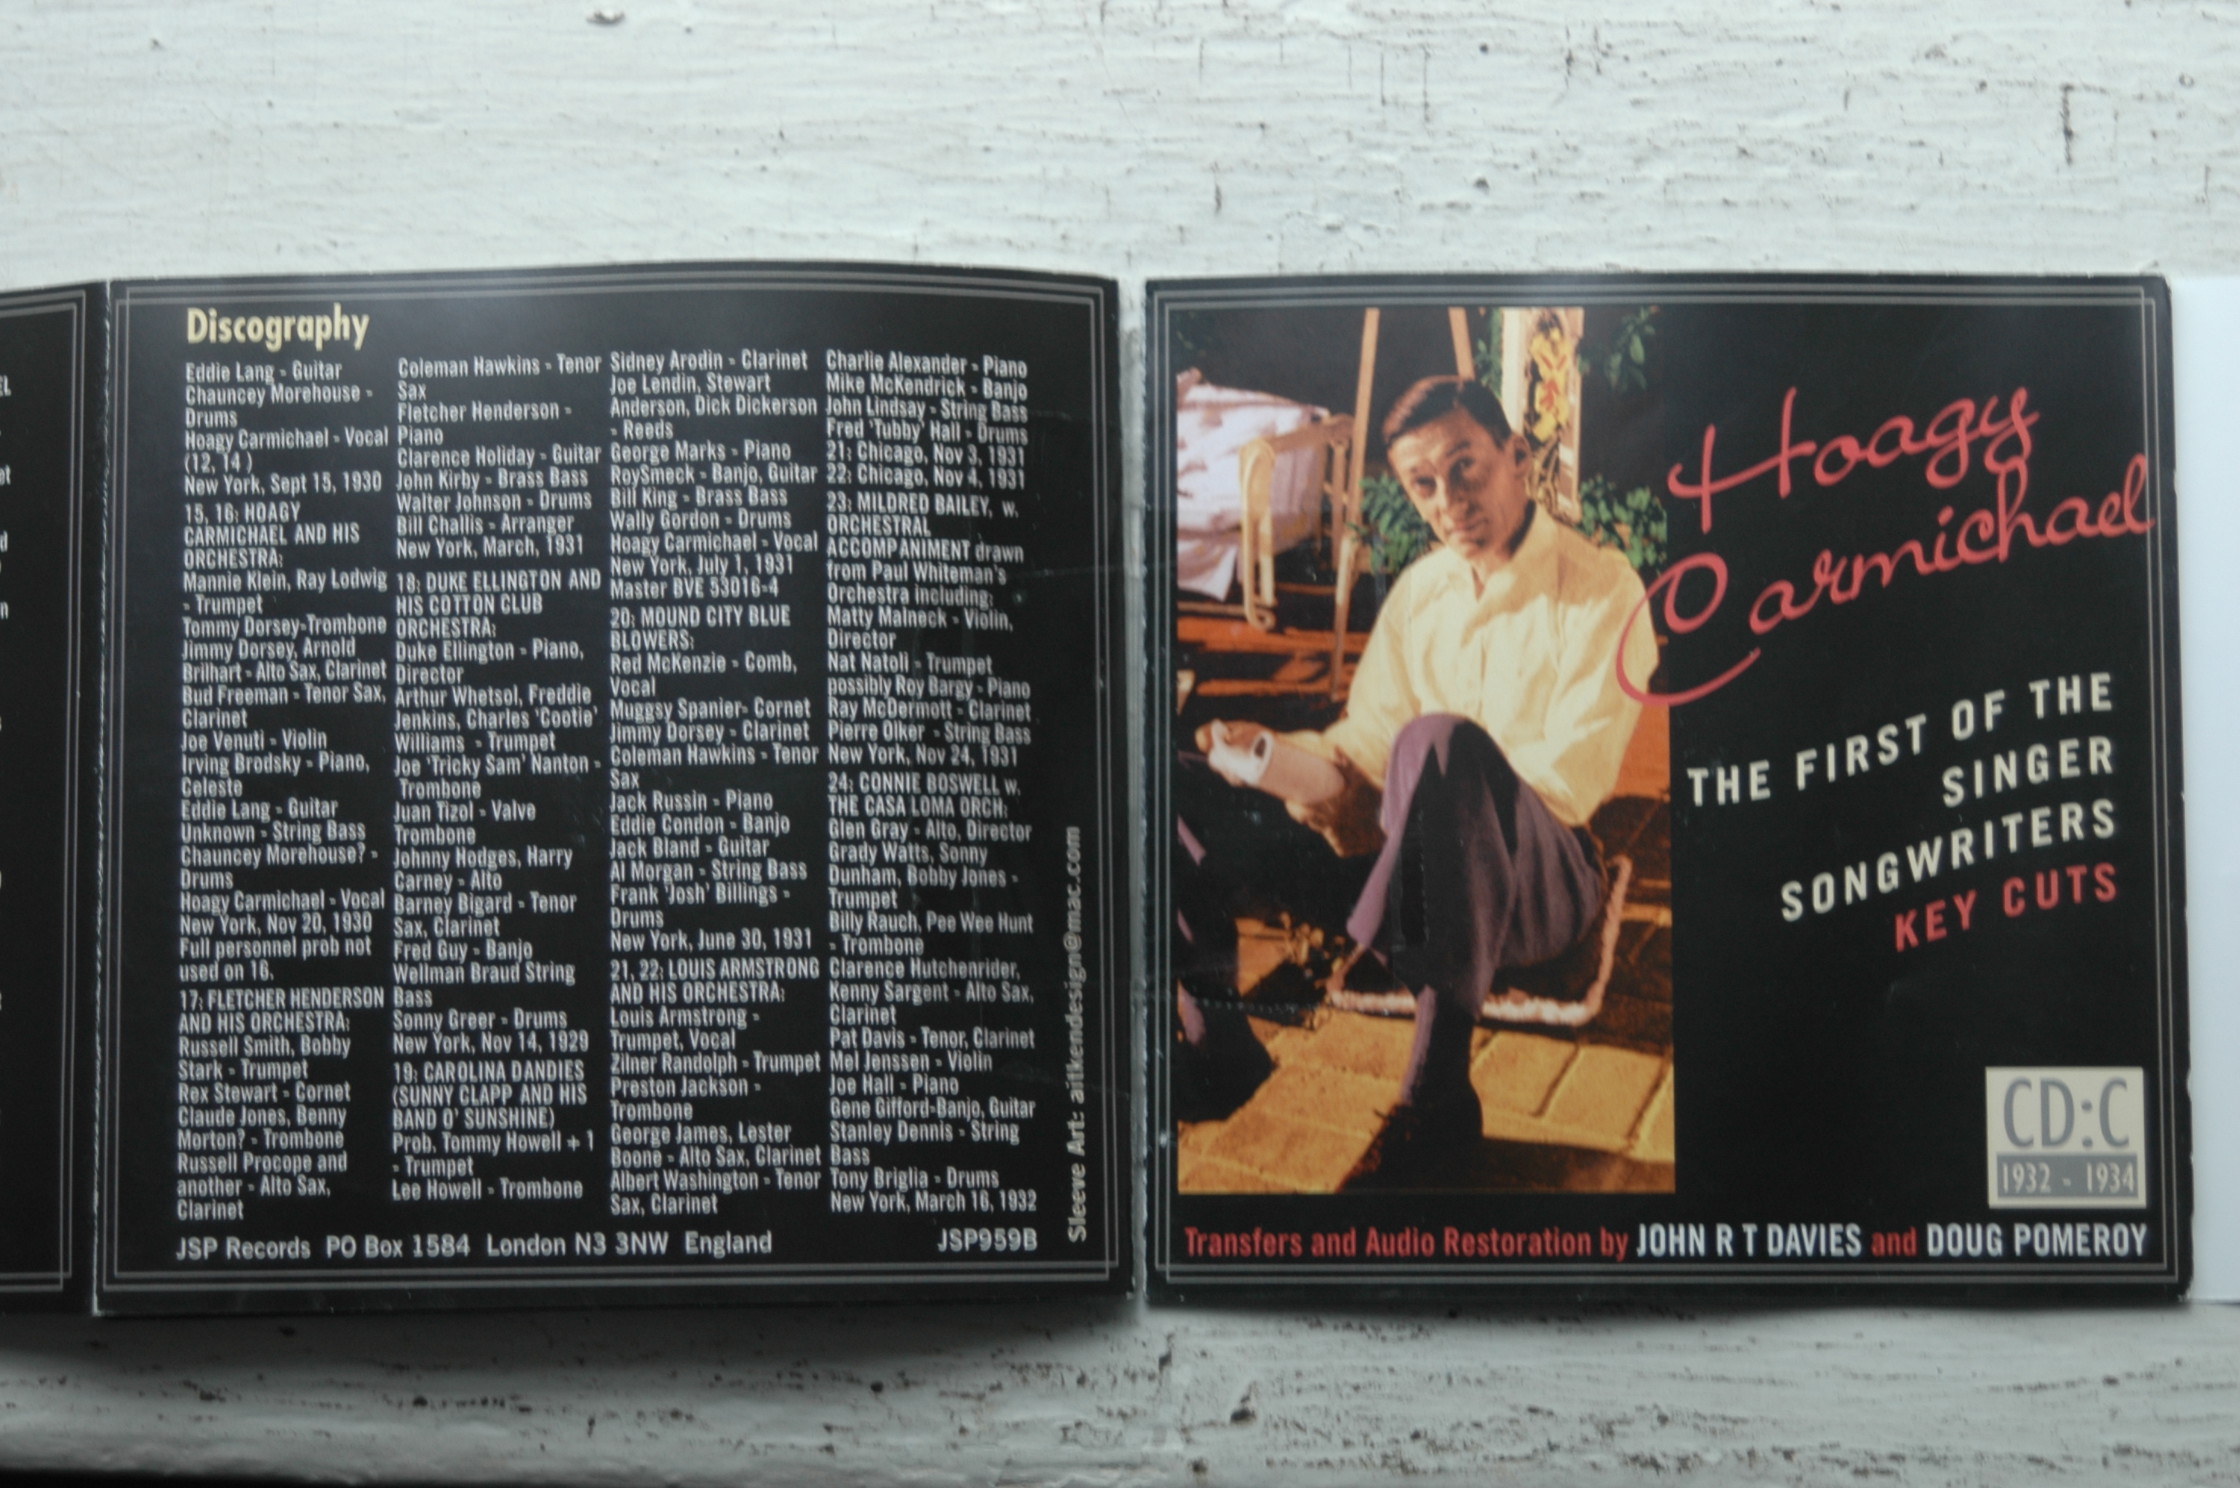 Discography
Eddie Lang - Guitar
Chauncey Morehouse -
Drums
Hoagy Carmichael - Vocal
(12, 14 )
New York, Sept 15, 1930
15, 16: HOAGY
CARMICHAEL AND HIS
ORCHESTRA:
Mannie Klein, Ray Lodwig
- Trumpet
Tommy Dorsey-Trombone
Jimmy Dorsey, Arnold
Brilhart - Alto Sax, Clarinet
Bud Freeman - Tenor Sax,
Clarinet
Joe Venuti - Violin
Irving Brodsky - Piano,
Celeste
Eddie Lang - Guitar
Unknown - String Bass
Chauncey Morehouse? -
Drums
Hoagy Carmichael - Vocal
New York, Nov 20, 1930
Full personnel prob not
used on 16.
17: FLETCHER HENDERSON
AND HIS ORCHESTRA:
Russell Smith, Bobby
Stark - Trumpet
Rex Stewart - Cornet
Claude Jones, Benny
Morton? - Trombone
Russell Procope and
another - Alto Sax,
Clarinet
Coleman Hawkins - Tenor
Sax
Fletcher Henderson -
Piano
Clarence Holiday - Guitar
John Kirby - Brass Bass
Walter Johnson - Drums
Bill Challis - Arranger
New York, March, 1931
18: DUKE ELLINGTON AND
HIS COTTON CLUB
ORCHESTRA:
Duke Ellington - Piano,
Director
Arthur Whetsol, Freddie
Jenkins, Charles 'Cootie'
Williams - Trumpet
Joe 'Tricky Sam' Nanton -
Trombone
Juan Tizol - Valve
Trombone
Johnny Hodges, Harry
Carney - Alto
Barney Bigard - Tenor
Sax, Clarinet
Fred Guy - Banjo
Wellman Braud String
Bass
Sonny Greer - Drums
New York, Nov 14, 1929
19: CAROLINA DANDIES
(SUNNY CLAPP AND HIS
BAND O' SUNSHINE)
Prob. Tommy Howell + 1
- Trumpet
Lee Howell - Trombone
Sidney Arodin - Clarinet
Joe Lendin, Stewart
Anderson, Dick Dickerson
- Reeds
George Marks - Piano
RoySmeck - Banjo, Guitar
Bill King - Brass Bass
Wally Gordon - Drums
Hoagy Carmichael - Vocal
New York, July 1, 1931
Master BVE 53016-4
20: MOUND CITY BLUE
BLOWERS:
Red McKenzie - Comb,
Vocal
Muggsy Spanier- Cornet
Jimmy Dorsey - Clarinet
Coleman Hawkins - Tenor
Sax
Jack Russin - Piano
Eddie Condon - Banjo
Jack Bland - Guitar
Al Morgan - String Bass
Frank 'Josh' Billings -
Drums
New York, June 30, 1931
21, 22: LOUIS ARMSTRONG
AND HIS ORCHESTRA:
Louis Armstrong -
Trumpet, Vocal
Zilner Randolph - Trumpet
Preston Jackson -
Trombone
George James, Lester
Boone - Alto Sax, Clarinet
Albert Washington - Tenor
Sax, Clarinet
Charlie Alexander - Piano
Mike McKendrick - Banjo
John Lindsay - String Bass
Fred 'Tubby' Hall - Drums
21: Chicago, Nov 3, 1931
22: Chicago, Nov 4, 1931
23: MILDRED BAILEY, w.
ORCHESTRAL
ACCOMPANIMENT drawn
from Paul Whiteman's
Orchestra including:
Matty Malneck - Violin,
Director
Nat Natoli - Trumpet
possibly Roy Bargy - Piano
Ray McDermott - Clarinet
Pierre Olker - String Bass
New York, Nov 24, 1931
24: CONNIE BOSWELL w.
THE CASA LOMA ORCH:
Glen Gray - Alto, Director
Grady Watts, Sonny
Dunham, Bobby Jones -
Trumpet
Billy Rauch, Pee Wee Hunt
- Trombone
Clarence Hutchenrider,
Kenny Sargent - Alto Sax,
Clarinet
Pat Davis - Tenor, Clarinet
Mel Jenssen - Violin
Joe Hall - Piano
Gene Gifford-Banjo, Guitar
Stanley Dennis - String
Bass
Tony Briglia - Drums
New York, March 16, 1932
JSP Records PO Box 1584 London N3 3NW England
JSP959B
Sleeve Art: aitkendesign@mac.com
Hoagy
Carmichael
THE FIRST OF THE
SINGER
SONGWRITERS
KEY CUTS
CD:C
1932 - 1934
Transfers and Audio Restoration by JOHN R T DAVIES and DOUG POMEROY